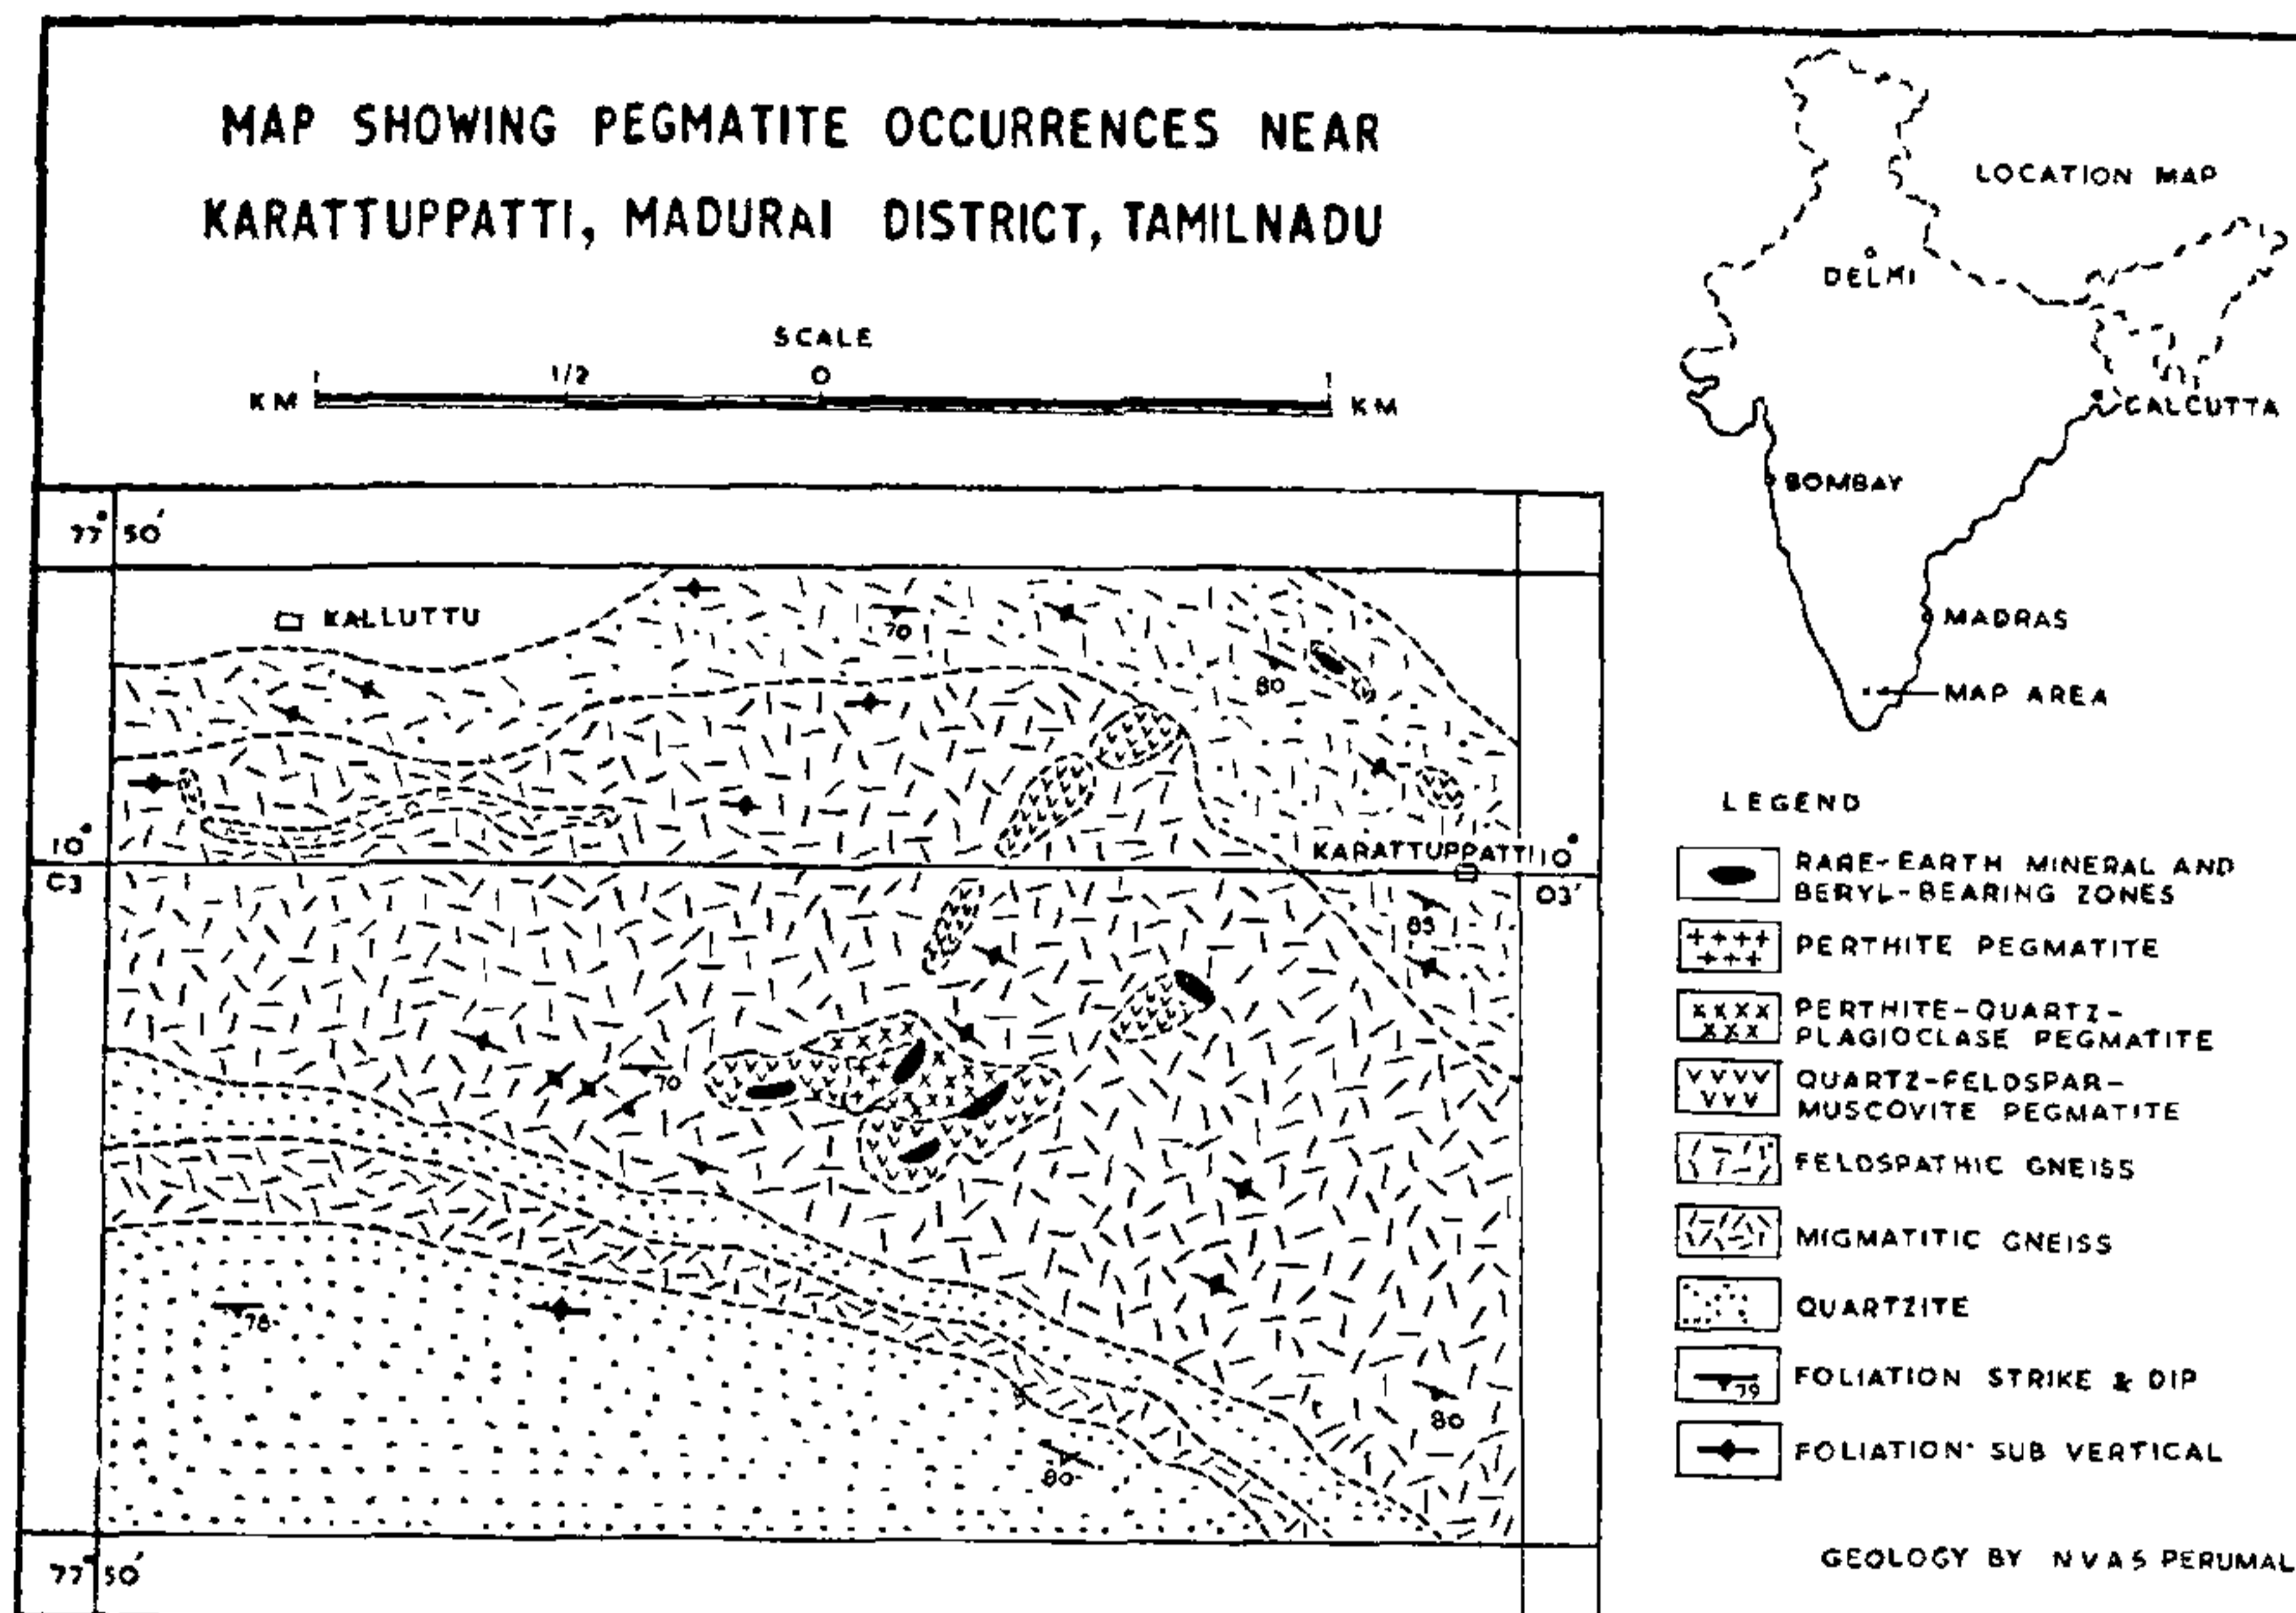 MAP SHOWING PEGMATITE OCCURRENCES NEAR
KARATTUPPATTI, MADURAI DISTRICT, TAMILNADU
SCALE
1 1/2 0 1
KM KM
LOCATION MAP
DELHI
CALCUTTA
BOMBAY
MADRAS
MAP AREA
77° 50'
KALLUTTU
70
80
10°
03
KARATTUPPATTI 10°
03'
85
70
78
80
80
77° 50'
LEGEND
RARE-EARTH MINERAL AND
BERYL-BEARING ZONES
PERTHITE PEGMATITE
PERTHITE-QUARTZ-
PLAGIOCLASE PEGMATITE
QUARTZ-FELDSPAR-
MUSCOVITE PEGMATITE
FELDSPATHIC GNEISS
MIGMATITIC GNEISS
QUARTZITE
79
FOLIATION STRIKE & DIP
FOLIATION SUB VERTICAL
GEOLOGY BY N V A S PERUMAL